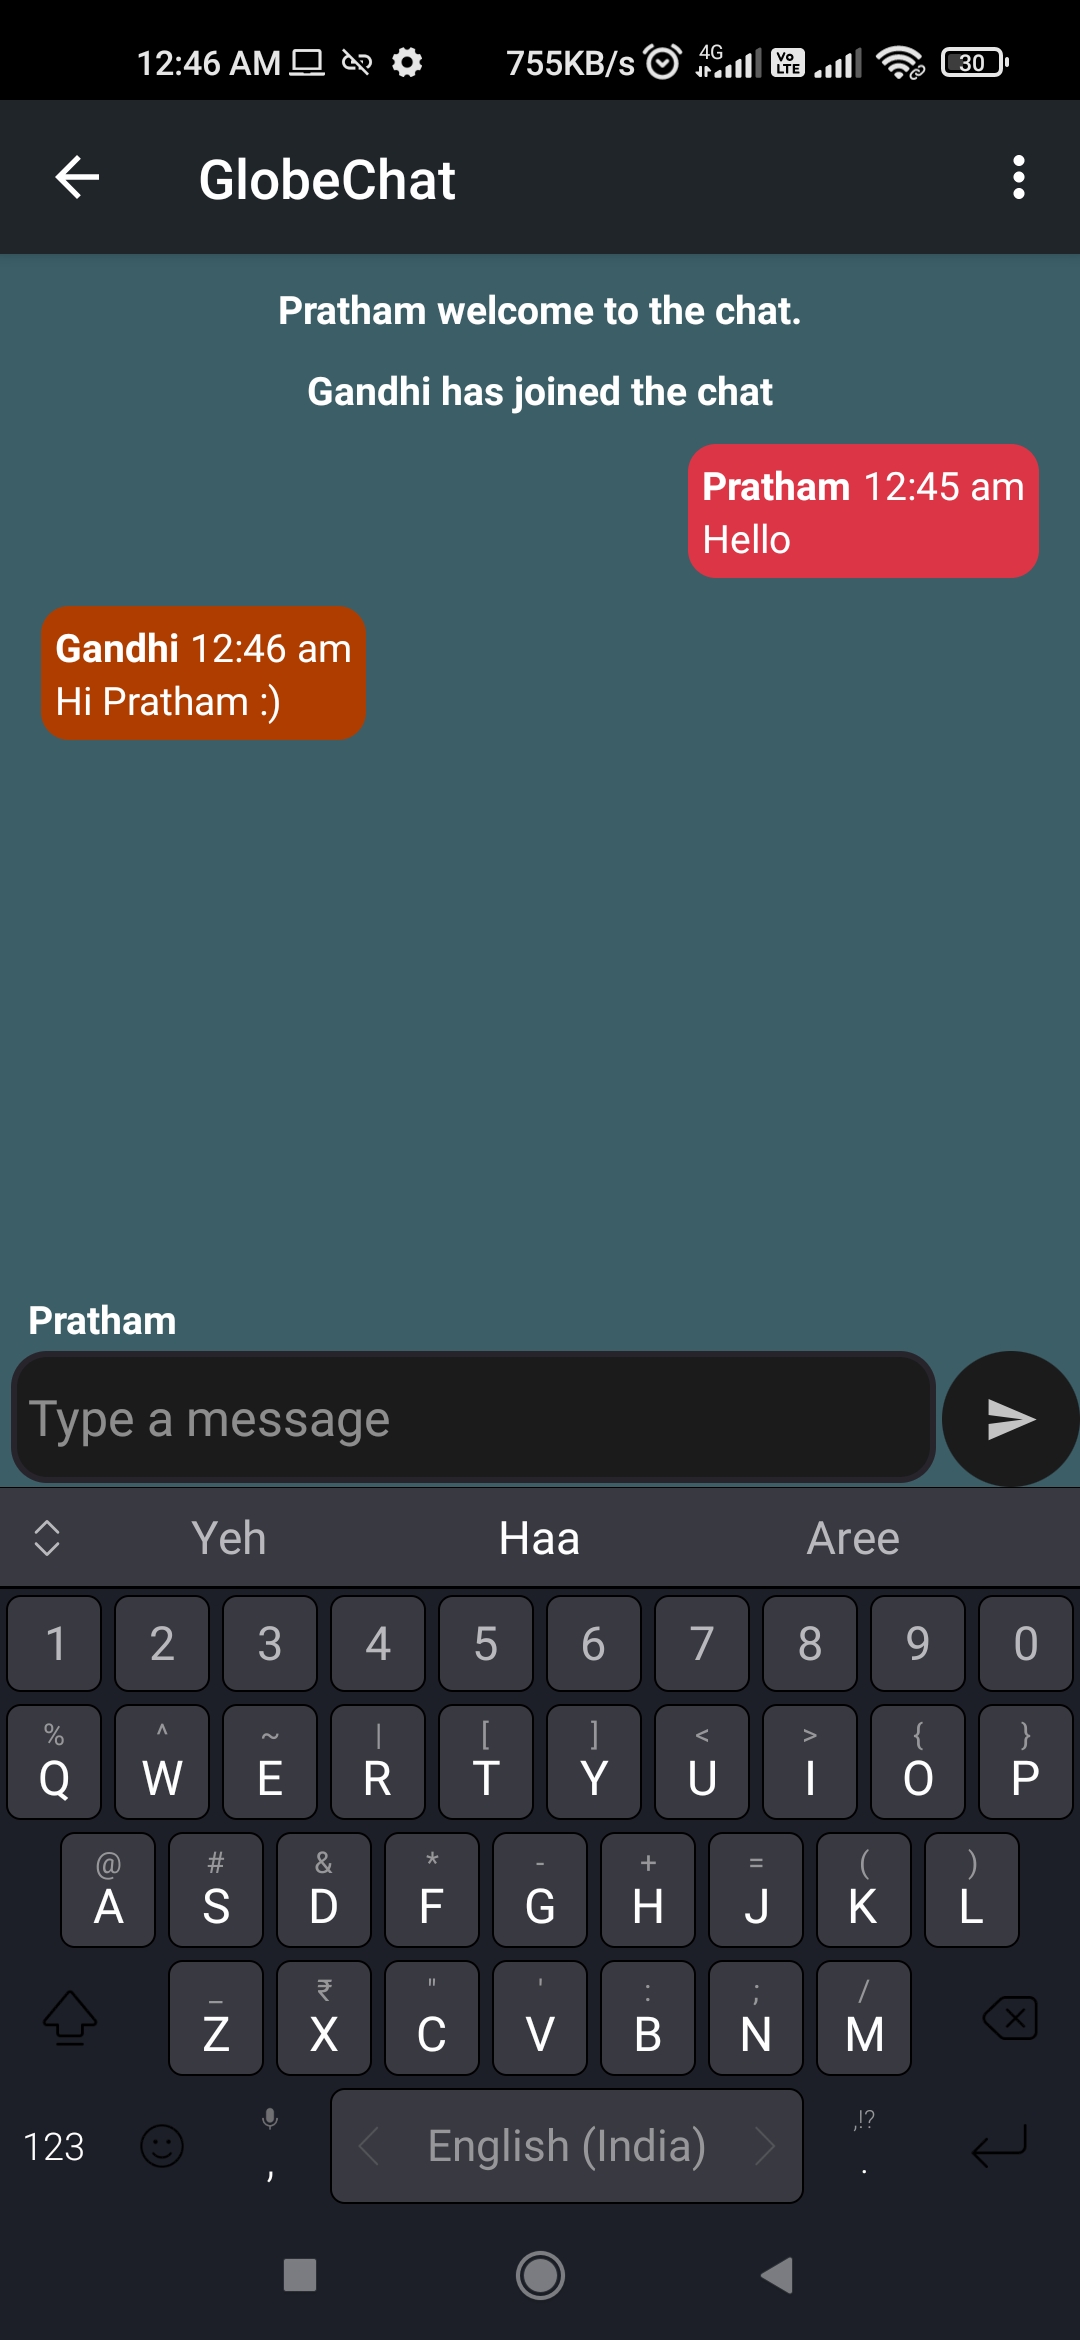 12:46 AM 755KB/s 4G Vo LTE 30
GlobeChat
Pratham welcome to the chat.
Gandhi has joined the chat
Pratham 12:45 am
Hello
Gandhi 12:46 am
Hi Pratham :)
Pratham
Type a message
Yeh Haa Aree
1 2 3 4 5 6 7 8 9 0
% ^ ~ | [ ] < > { }
Q W E R T Y U I O P
@ # & * - + = ( )
A S D F G H J K L
_ ₹ " ' : ; /
Z X C V B N M
,!?
123 , English (India) .